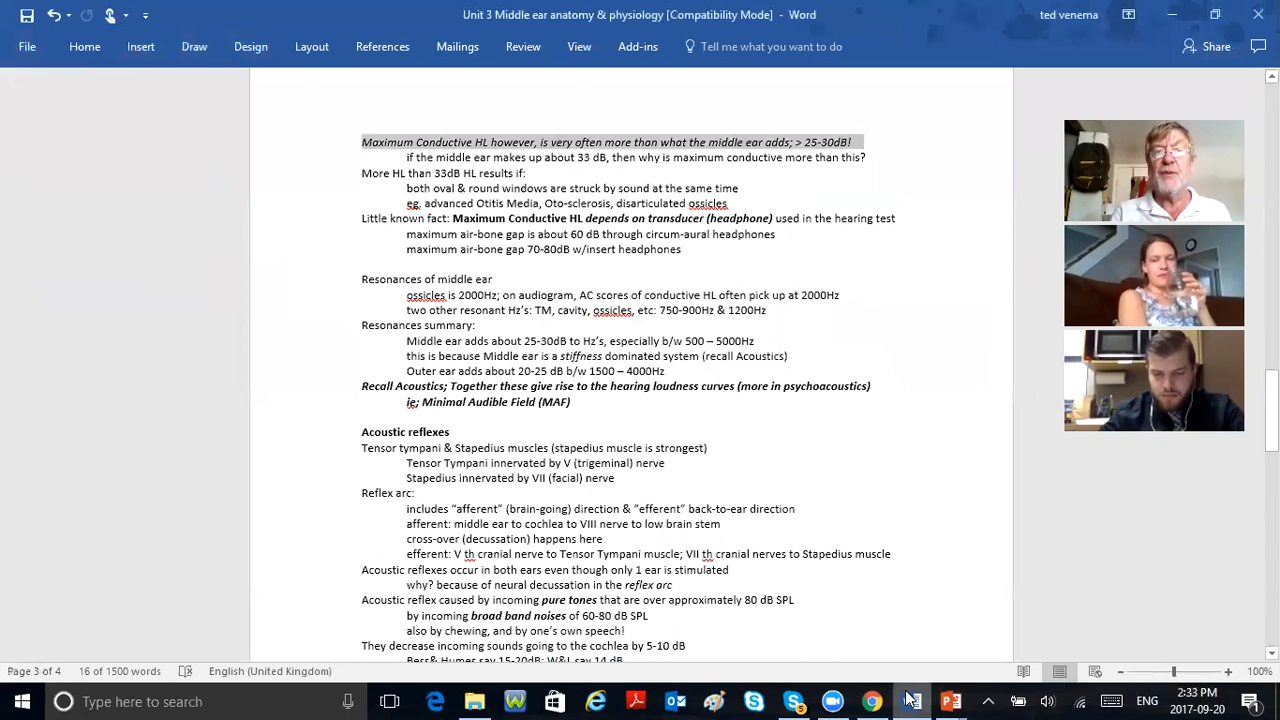 Unit 3 Middle ear anatomy & physiology [Compatibility Mode] - Word
ted venema
File Home Insert Draw Design Layout References Mailings Review View Add-ins Tell me what you want to do Share
Maximum Conductive HL however, is very often more than what the middle ear adds; > 25-30dB!
if the middle ear makes up about 33 dB, then why is maximum conductive more than this?
More HL than 33dB HL results if:
both oval & round windows are struck by sound at the same time
eg. advanced Otitis Media, Oto-sclerosis, disarticulated ossicles
Little known fact: Maximum Conductive HL depends on transducer (headphone) used in the hearing test
maximum air-bone gap is about 60 dB through circum-aural headphones
maximum air-bone gap 70-80dB w/insert headphones
Resonances of middle ear
ossicles is 2000Hz; on audiogram, AC scores of conductive HL often pick up at 2000Hz
two other resonant Hz's: TM, cavity, ossicles, etc: 750-900Hz & 1200Hz
Resonances summary:
Middle ear adds about 25-30dB to Hz's, especially b/w 500 – 5000Hz
this is because Middle ear is a stiffness dominated system (recall Acoustics)
Outer ear adds about 20-25 dB b/w 1500 – 4000Hz
Recall Acoustics; Together these give rise to the hearing loudness curves (more in psychoacoustics)
ie; Minimal Audible Field (MAF)
Acoustic reflexes
Tensor tympani & Stapedius muscles (stapedius muscle is strongest)
Tensor Tympani innervated by V (trigeminal) nerve
Stapedius innervated by VII (facial) nerve
Reflex arc:
includes "afferent" (brain-going) direction & "efferent" back-to-ear direction
afferent: middle ear to cochlea to VIII nerve to low brain stem
cross-over (decussation) happens here
efferent: V th cranial nerve to Tensor Tympani muscle; VII th cranial nerves to Stapedius muscle
Acoustic reflexes occur in both ears even though only 1 ear is stimulated
why? because of neural decussation in the reflex arc
Acoustic reflex caused by incoming pure tones that are over approximately 80 dB SPL
by incoming broad band noises of 60-80 dB SPL
also by chewing, and by one's own speech!
They decrease incoming sounds going to the cochlea by 5-10 dB
Bess& Humes say 15-20dB; W&L say 14 dB
Page 3 of 4 16 of 1500 words English (United Kingdom) 100%
Type here to search
ENG
2:33 PM
2017-09-20